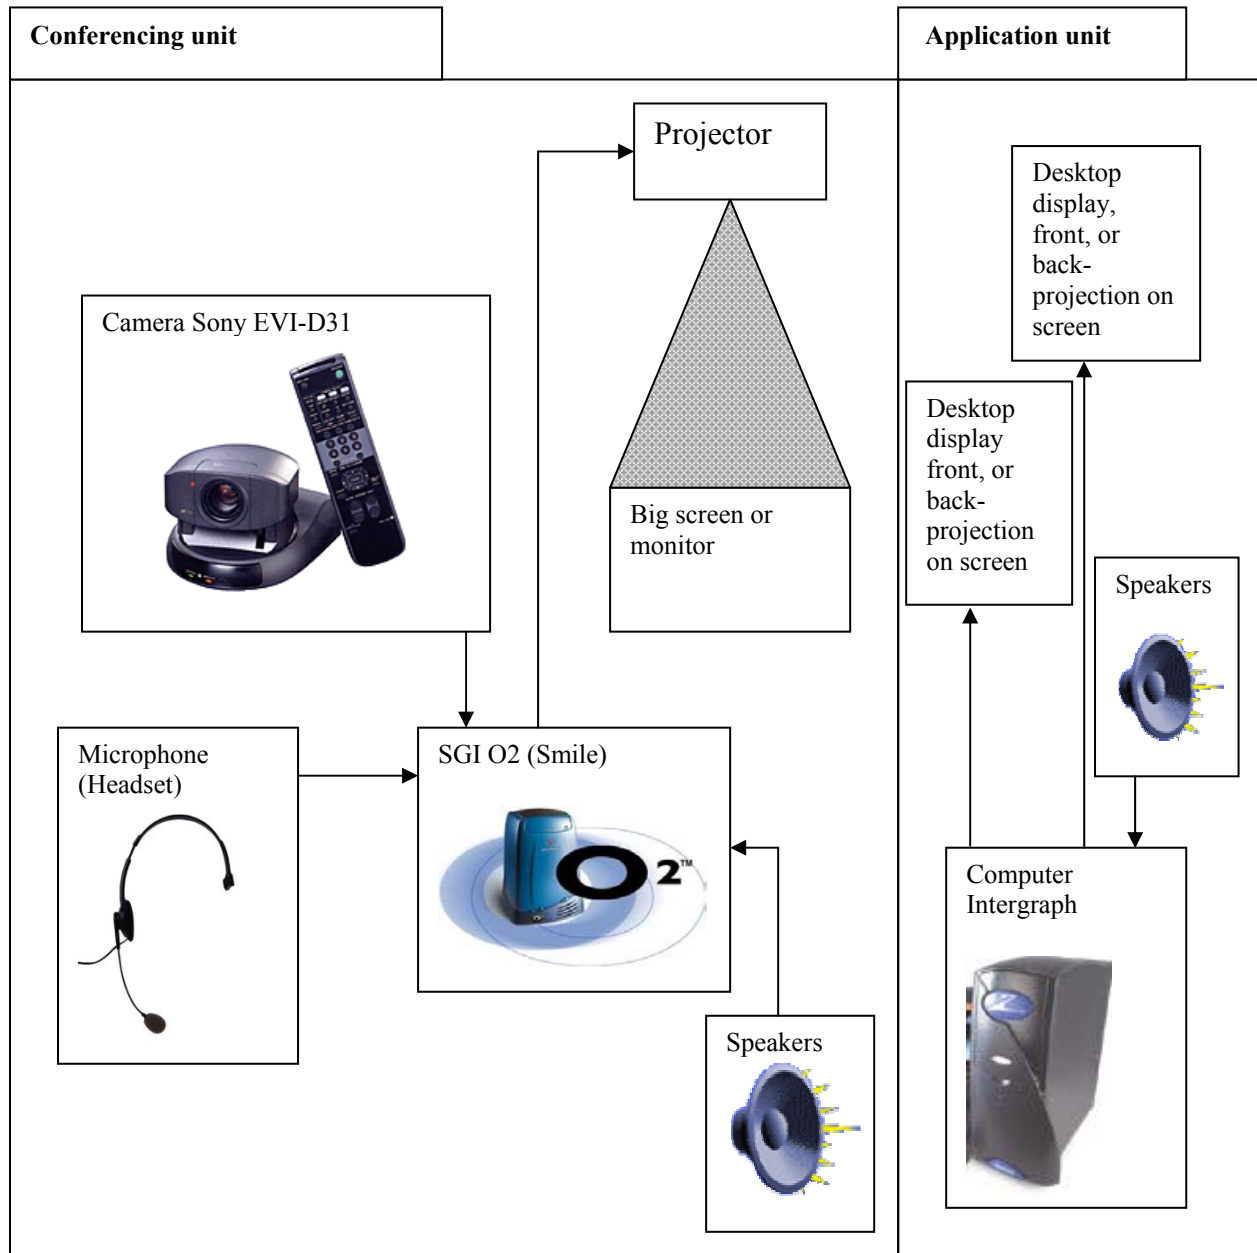 Conferencing unit
Application unit
Projector
Desktop
display,
front, or
back-
projection on
screen
Camera Sony EVI-D31
Desktop
display
front, or
back-
projection
on screen
Big screen or
monitor
Speakers
Microphone
(Headset)
SGI O2 (Smile)
O2™
Computer
Intergraph
Speakers